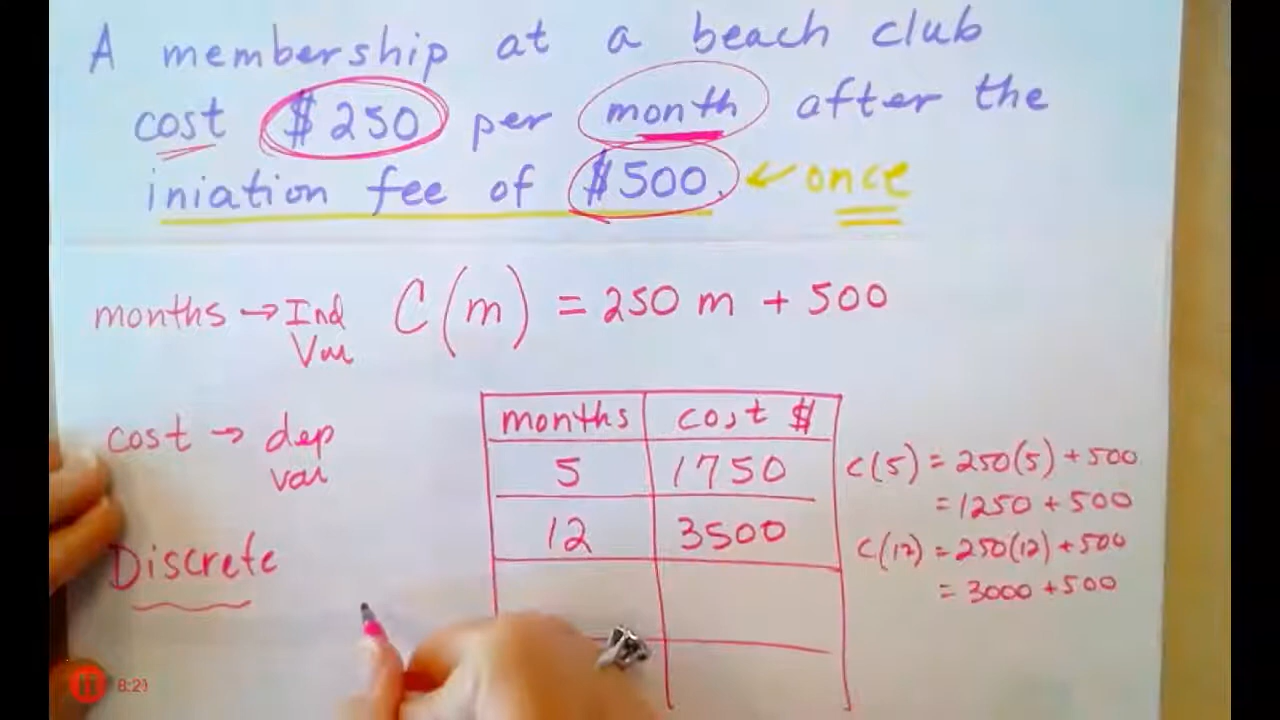 A membership at a beach club
cost $250 per month after the
iniation fee of $500. ← once
months → Ind Var
C(m) = 250 m + 500
cost → dep var
Discrete
months cost $
5 1750
12 3500
C(5) = 250(5) + 500
= 1250 + 500
C(12) = 250(12) + 500
= 3000 + 500
8:21